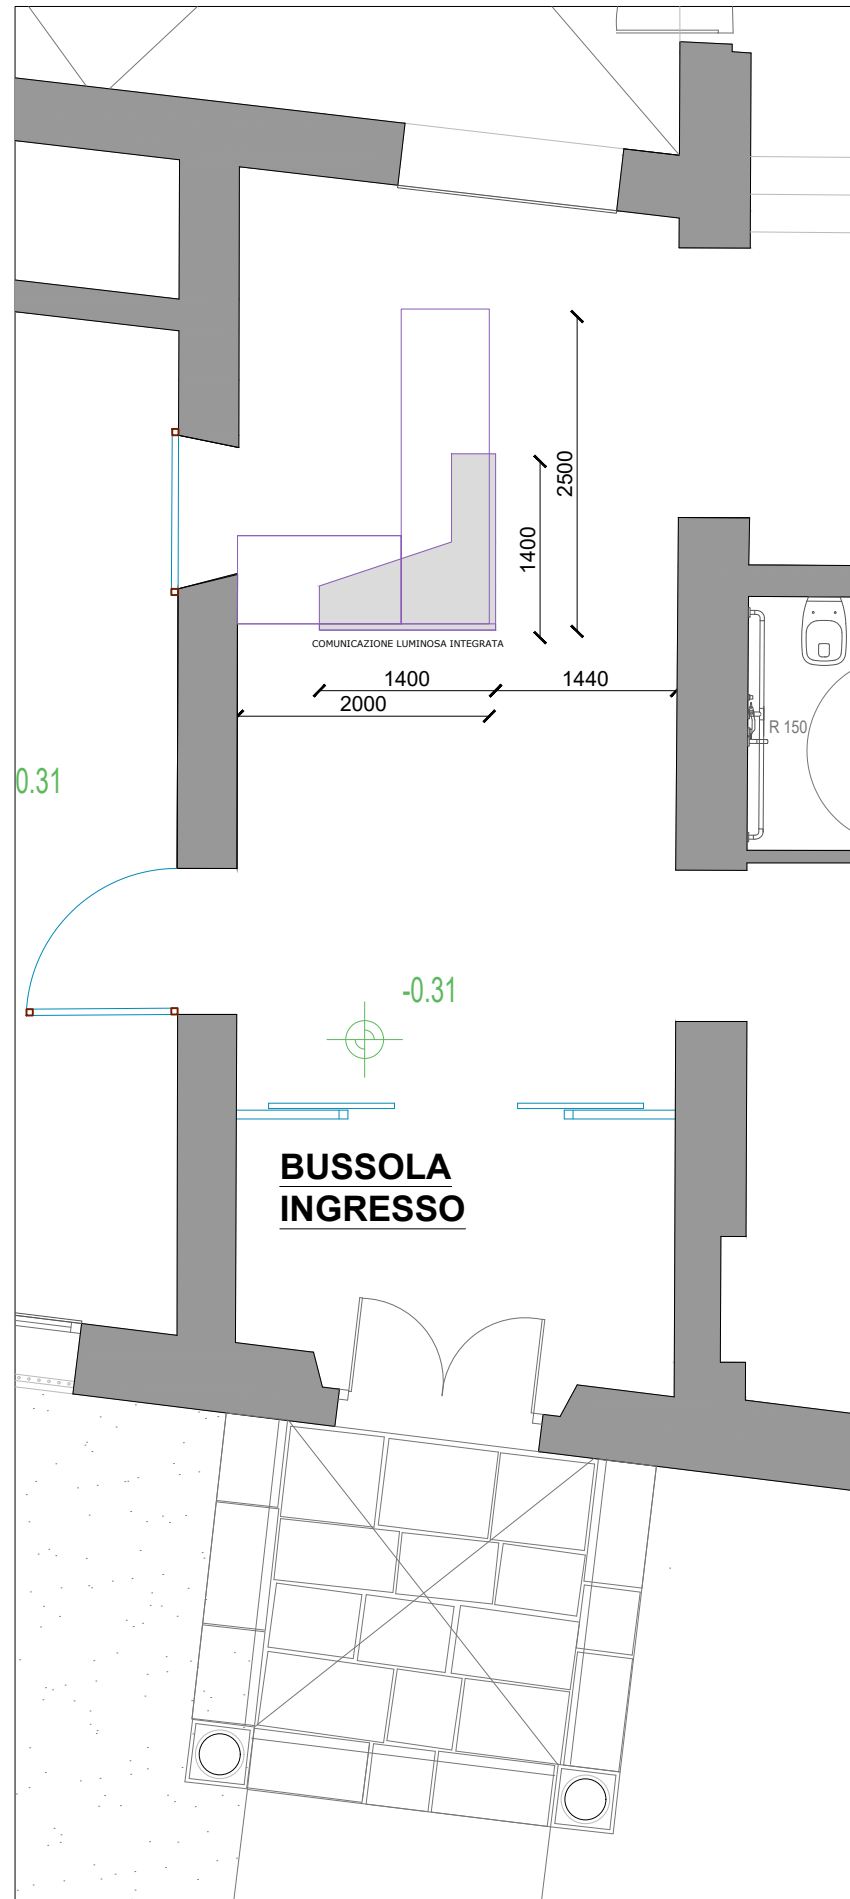 2500
1400
COMUNICAZIONE LUMINOSA INTEGRATA
1400
1440
2000
R 150
0.31
-0.31
BUSSOLA
INGRESSO